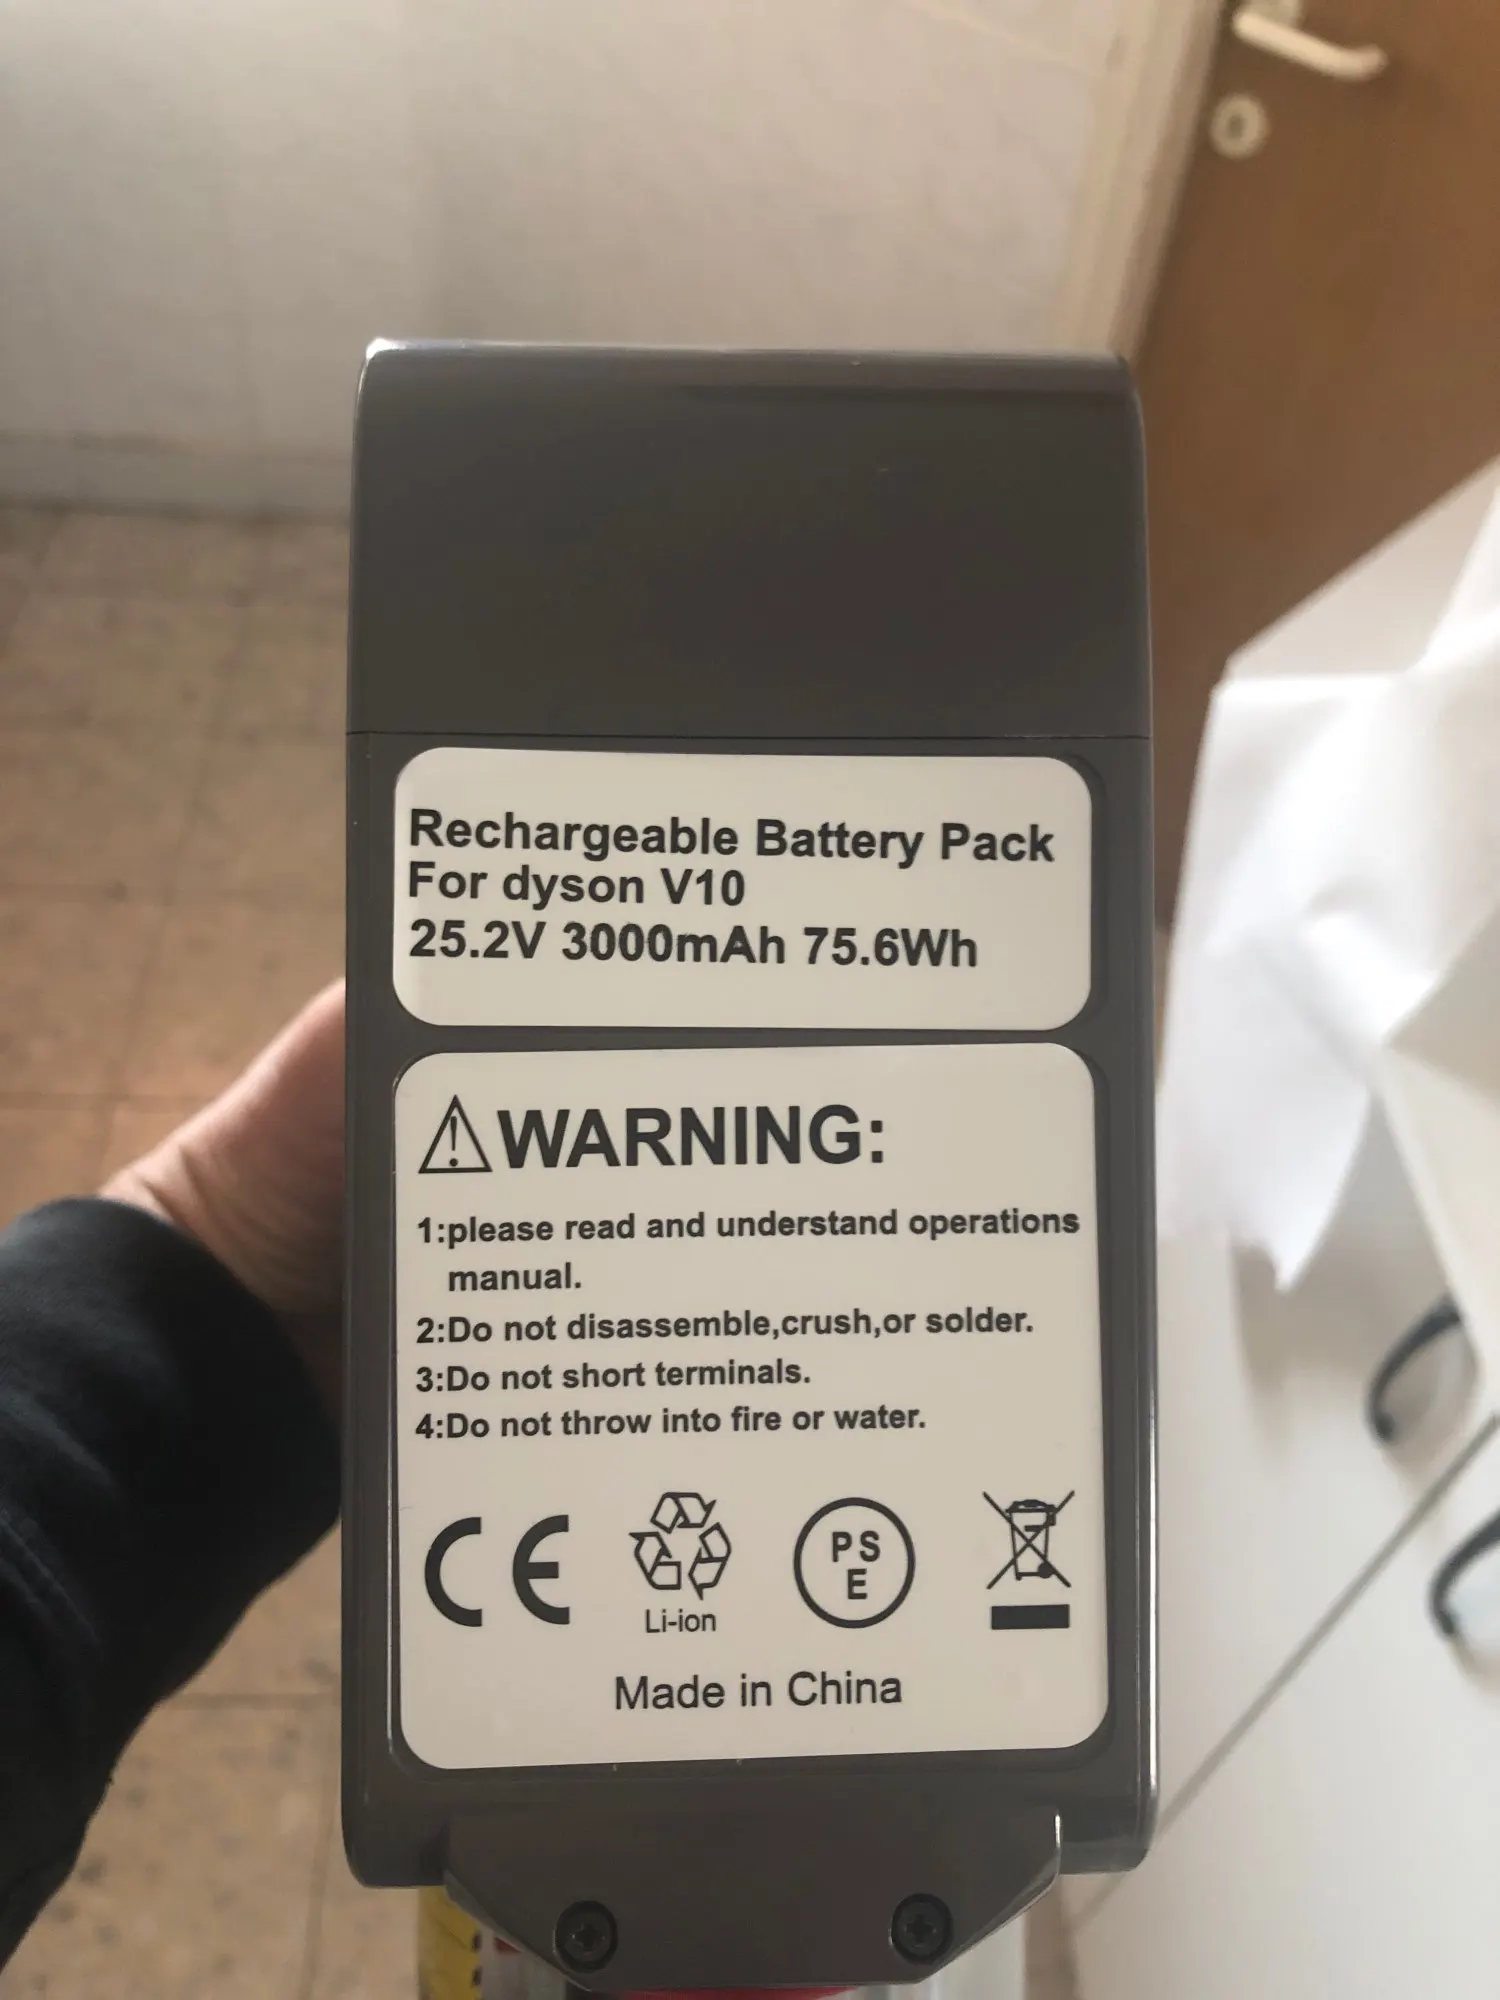 Rechargeable Battery Pack
For dyson V10
25.2V 3000mAh 75.6Wh
WARNING:
1:please read and understand operations
manual.
2:Do not disassemble,crush,or solder.
3:Do not short terminals.
4:Do not throw into fire or water.
CE
Li-ion
PS
E
Made in China